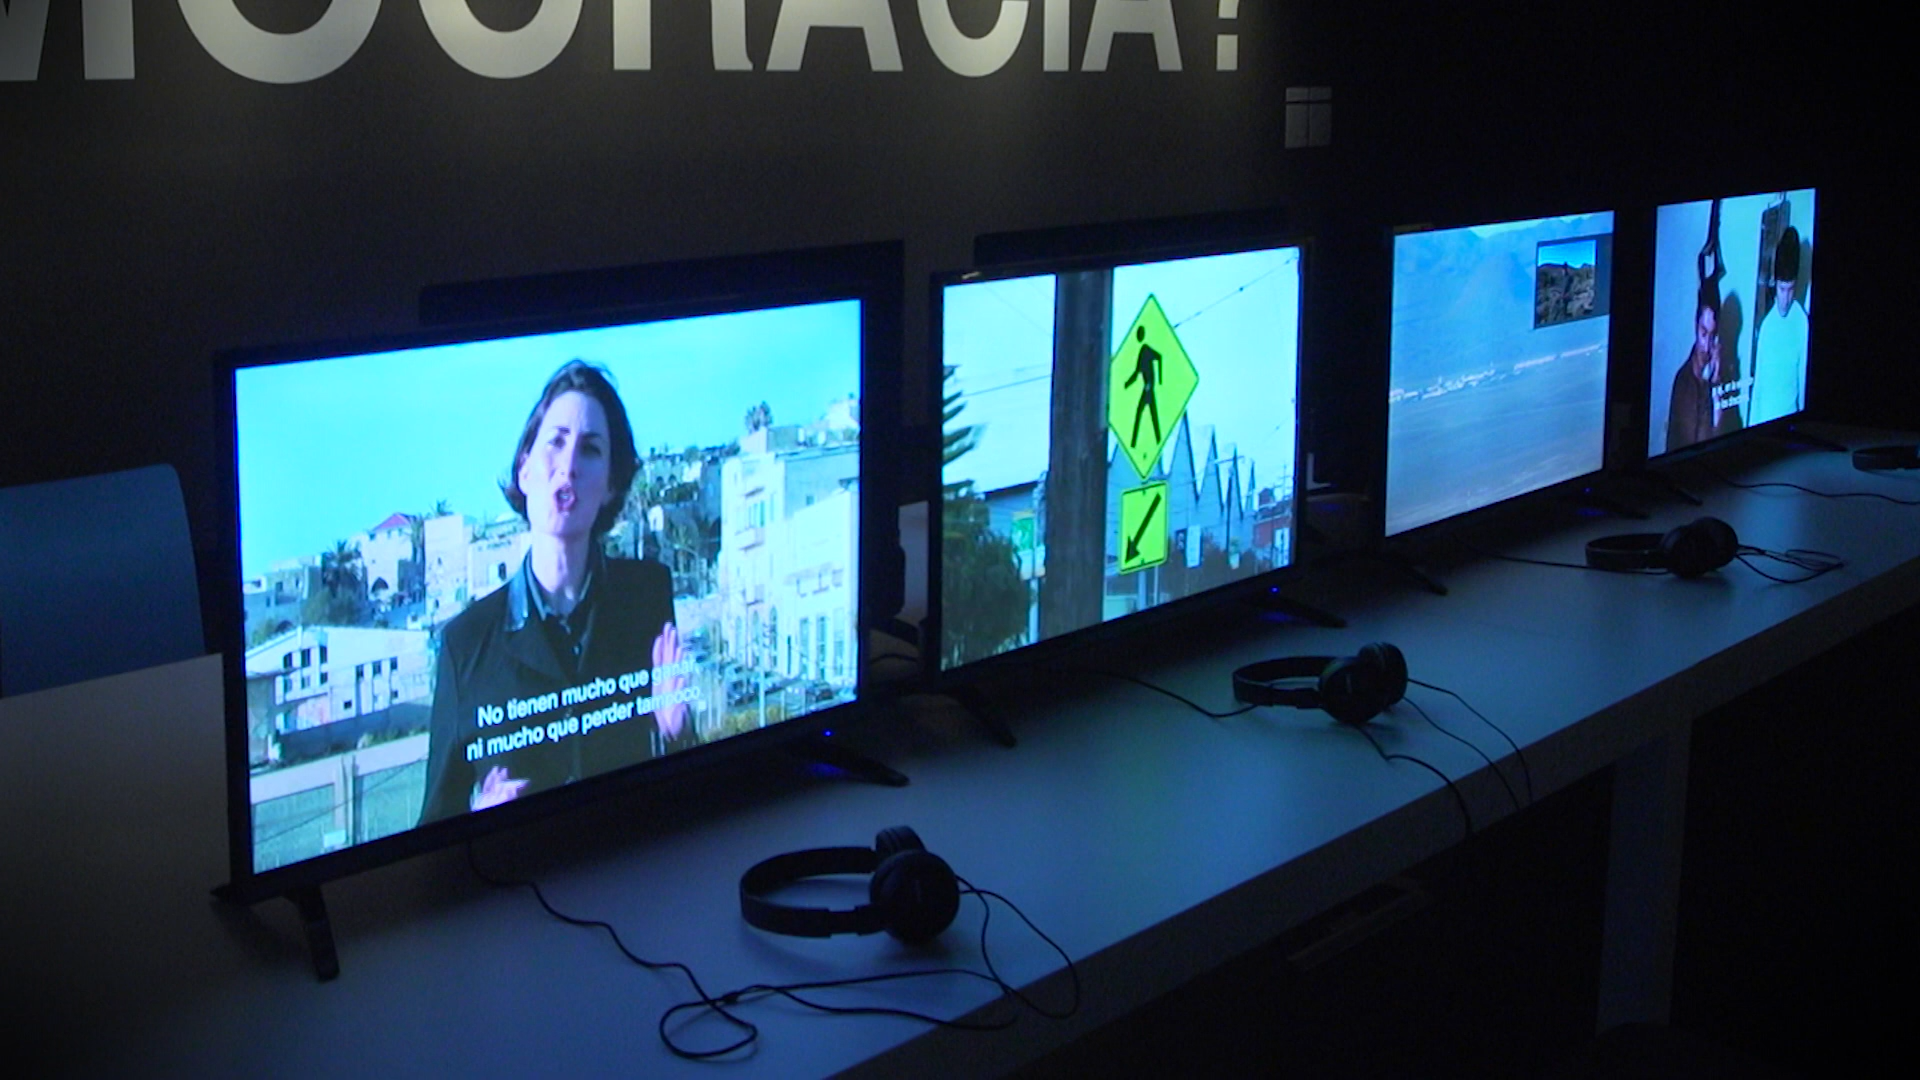 MOCRACIA?
No tienen mucho que ganar
ni mucho que perder tampoco.